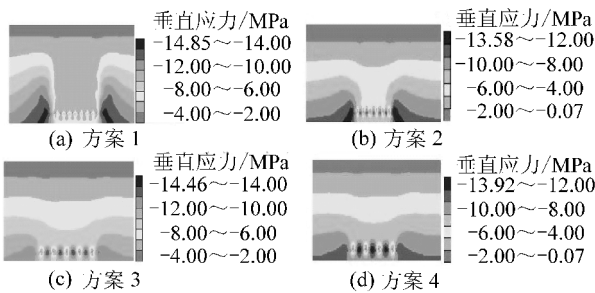 垂直应力/MPa
-14.85～-14.00
-12.00～-10.00
-8.00～-6.00
-4.00～-2.00
(a) 方案1
垂直应力/MPa
-13.58～-12.00
-10.00～-8.00
-6.00～-4.00
-2.00～-0.07
(b) 方案2
垂直应力/MPa
-14.46～-14.00
-12.00～-10.00
-8.00～-6.00
-4.00～-2.00
(c) 方案3
垂直应力/MPa
-13.92～-12.00
-10.00～-8.00
-6.00～-4.00
-2.00～-0.07
(d) 方案4